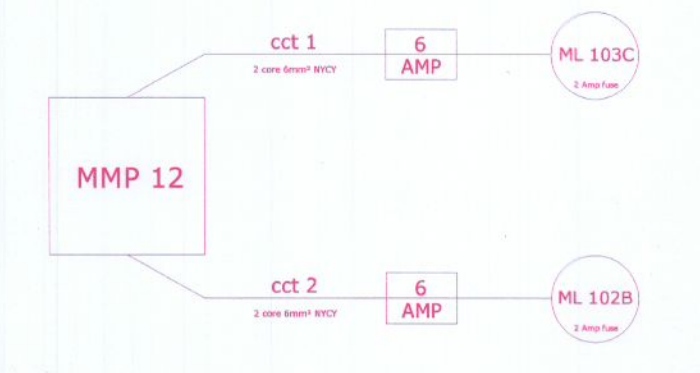 cct 1
2 core 6mm² NYCY
6
AMP
ML 103C
2 Amp fuse
MMP 12
cct 2
2 core 6mm² NYCY
6
AMP
ML 102B
2 Amp fuse